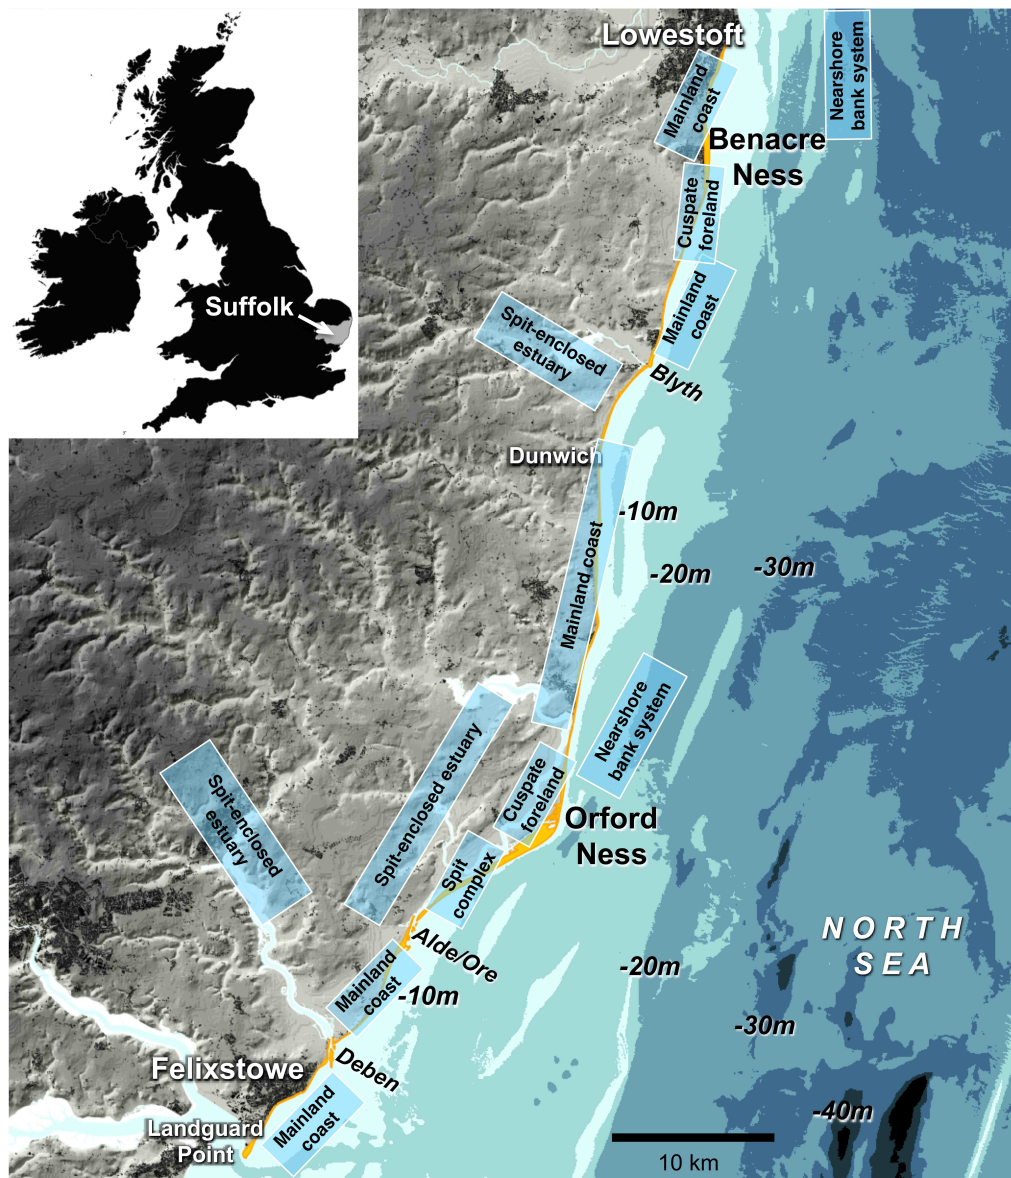 Lowestoft
Nearshore
bank system
Mainland
coast
Benacre
Ness
Cuspate
foreland
Suffolk
Mainland
coast
Spit-enclosed
estuary
Blyth
Dunwich
-10m
Mainland coast
-20m
-30m
Nearshore
bank system
Spit-enclosed estuary
Spit-enclosed
estuary
Cuspate
foreland
Orford
Ness
Spit
complex
Alde/Ore
NORTH
SEA
Mainland
coast
-10m
-20m
-30m
Deben
Felixstowe
Mainland
coast
Landguard
Point
-40m
10 km